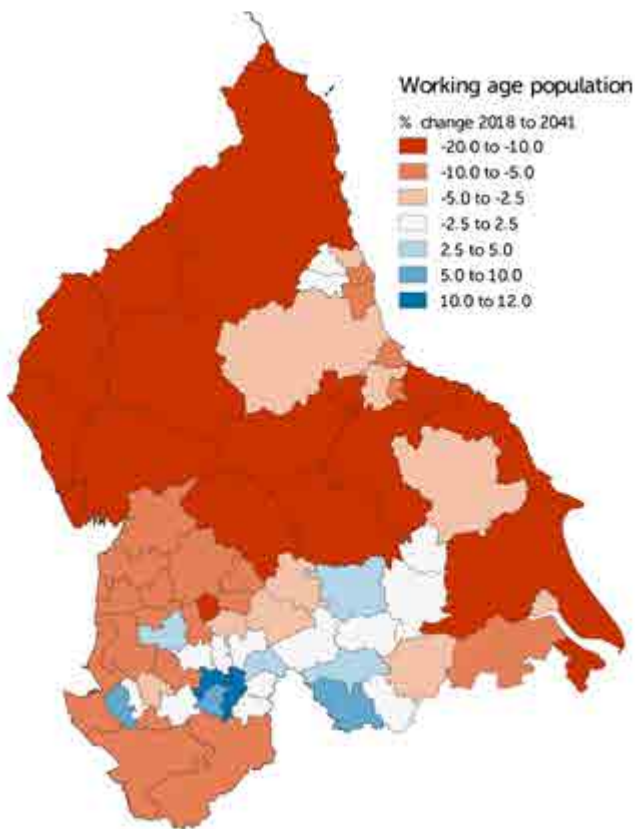 Working age population
% change 2018 to 2041
-20.0 to -10.0
-10.0 to -5.0
-5.0 to -2.5
-2.5 to 2.5
2.5 to 5.0
5.0 to 10.0
10.0 to 12.0